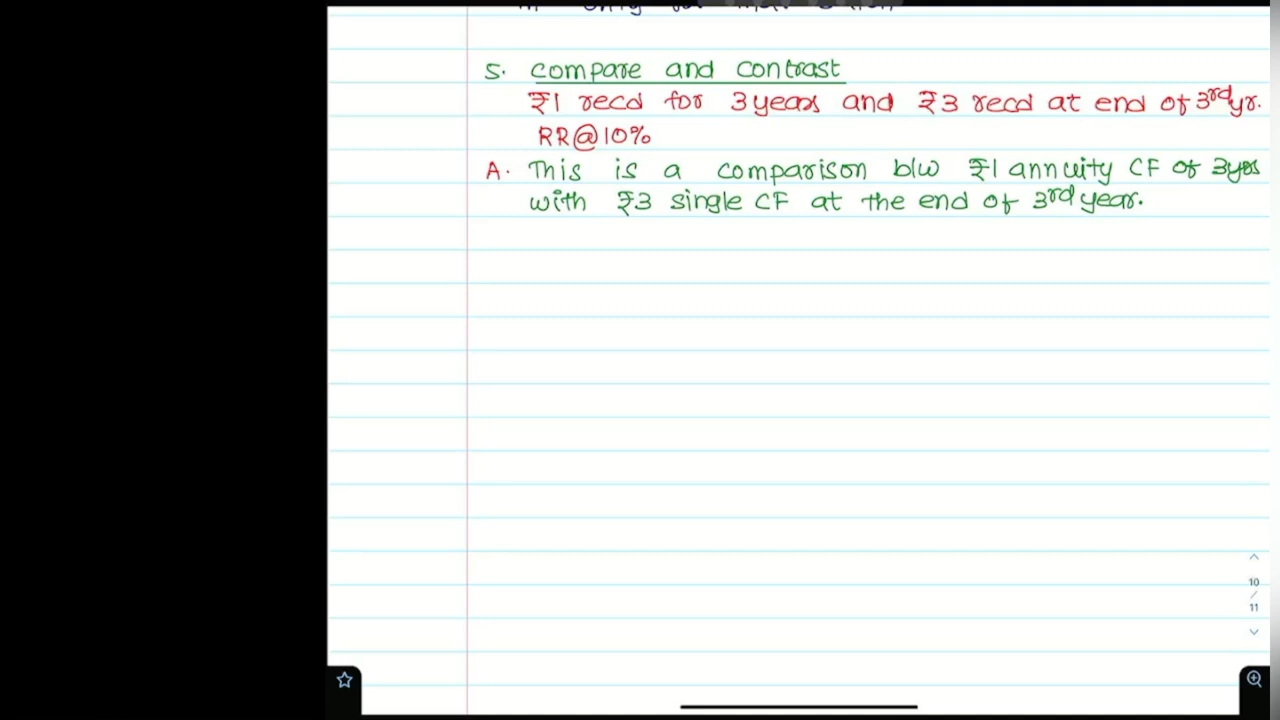 5. compare and contrast
₹1 recd for 3 years and ₹3 recd at end of 3rd yr.
RR@10%
A. This is a comparison b/w ₹1 annuity CF of 3yrs
with ₹3 single CF at the end of 3rd year.
10
/
11